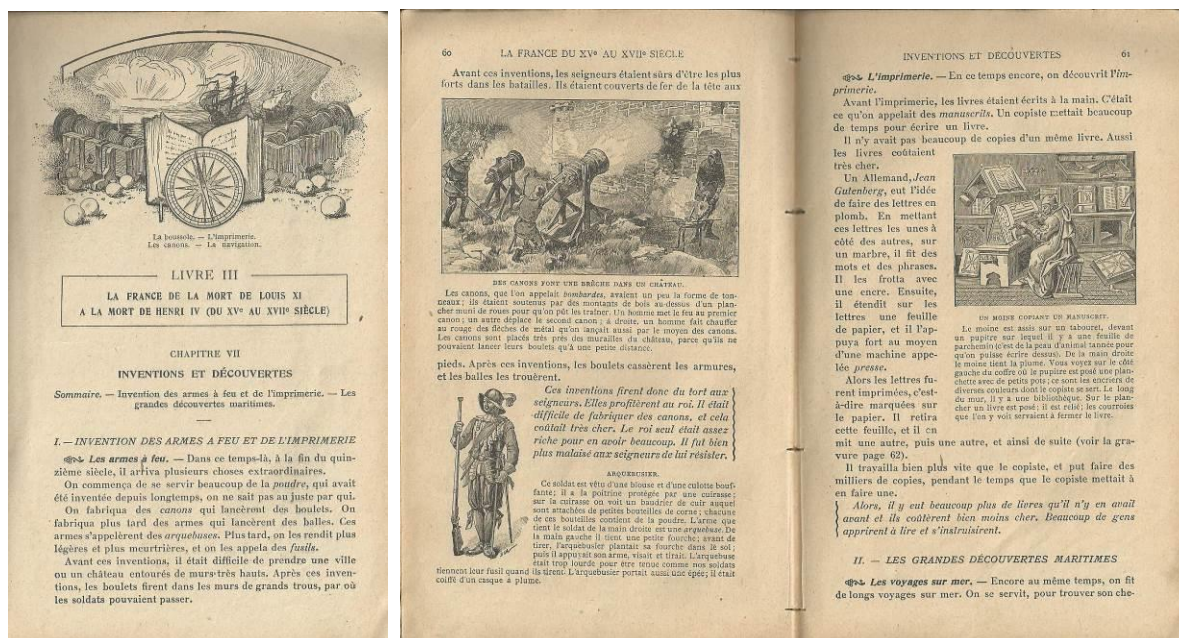 La boussole. — L'imprimerie.
Les canons. — La navigation.
LIVRE III
LA FRANCE DE LA MORT DE LOUIS XI
A LA MORT DE HENRI IV (DU XVe AU XVIIe SIÈCLE)
CHAPITRE VII
INVENTIONS ET DÉCOUVERTES
Sommaire. — Invention des armes à feu et de l'imprimerie. — Les
grandes découvertes maritimes.
I. — INVENTION DES ARMES A FEU ET DE L'IMPRIMERIE
Les armes à feu. — Dans ce temps-là, à la fin du quin-
zième siècle, il arriva plusieurs choses extraordinaires.
On commença de se servir beaucoup de la poudre, qui avait
été inventée depuis longtemps, on ne sait pas au juste par qui.
On fabriqua des canons qui lancèrent des boulets. On
fabriqua plus tard des armes qui lancèrent des balles. Ces
armes s'appelèrent des arquebuses. Plus tard, on les rendit plus
légères et plus meurtrières, et on les appela des fusils.
Avant ces inventions, il était difficile de prendre une ville
ou un château entourés de murs très hauts. Après ces inven-
tions, les boulets firent dans les murs de grands trous, par où
les soldats pouvaient passer.
60 LA FRANCE DU XVe AU XVIIe SIÈCLE
Avant ces inventions, les seigneurs étaient sûrs d'être les plus
forts dans les batailles. Ils étaient couverts de fer de la tête aux
DES CANONS FONT UNE BRÈCHE DANS UN CHÂTEAU.
Les canons, que l'on appelait bombardes, avaient un peu la forme de ton-
neaux; ils étaient soutenus par des montants de bois au-dessus d'un plan-
cher muni de roues pour qu'on pût les traîner. Un homme met le feu au premier
canon; un autre déplace le second canon; à droite, un homme fait chauffer
au rouge des flèches de métal qu'on lançait aussi par le moyen des canons.
Les canons sont placés très près des murailles du château, parce qu'ils ne
pouvaient lancer leurs boulets qu'à une petite distance.
pieds. Après ces inventions, les boulets cassèrent les armures,
et les balles les trouèrent.
Ces inventions firent donc du tort aux
seigneurs. Elles profitèrent au roi. Il était
difficile de fabriquer des canons, et cela
coûtait très cher. Le roi seul était assez
riche pour en avoir beaucoup. Il fut bien
plus malaisé aux seigneurs de lui résister.
ARQUEBUSIER.
Ce soldat est vêtu d'une blouse et d'une culotte bouf-
fante; il a la poitrine protégée par une cuirasse;
sur la cuirasse on voit un baudrier de cuir auquel
sont attachées de petites bouteilles de corne; chacune
de ces bouteilles contient de la poudre. L'arme que
tient le soldat de la main droite est une arquebuse. De
la main gauche il tient une petite fourche; avant de
tirer, l'arquebusier plantait sa fourche dans le sol;
puis il appuyait son arme, visait et tirait. L'arquebuse
était trop lourde pour être tenue comme nos soldats
tiennent leur fusil quand ils tirent. L'arquebusier portait aussi une épée; il était
coiffé d'un casque à plume.
INVENTIONS ET DÉCOUVERTES 61
L'imprimerie. — En ce temps encore, on découvrit l'im-
primerie.
Avant l'imprimerie, les livres étaient écrits à la main. C'était
ce qu'on appelait des manuscrits. Un copiste mettait beaucoup
de temps pour écrire un livre.
Il n'y avait pas beaucoup de copies d'un même livre. Aussi
les livres coûtaient
très cher.
Un Allemand, Jean
Gutenberg, eut l'idée
de faire des lettres en
plomb. En mettant
ces lettres les unes à
côté des autres, sur
un marbre, il fit des
mots et des phrases.
Il les frotta avec
une encre. Ensuite,
il étendit sur les
lettres une feuille
de papier, et il l'ap-
puya fort au moyen
d'une machine appe-
lée presse.
Alors les lettres fu-
rent imprimées, c'est-
à-dire marquées sur
le papier. Il retira
cette feuille, et il en
mit une autre, puis une autre, et ainsi de suite (voir la gra-
vure page 62).
UN MOINE COPIANT UN MANUSCRIT.
Le moine est assis sur un tabouret, devant
un pupitre sur lequel il y a une feuille de
parchemin (c'est de la peau d'animal tannée pour
qu'on puisse écrire dessus). De la main droite
le moine tient la plume. Vous voyez sur le côté
gauche du coffre où le pupitre est posé une plan-
chette avec de petits pots; ce sont les encriers de
diverses couleurs dont le copiste se sert. Le long
du mur, il y a une bibliothèque. Sur le plan-
cher un livre est posé; il est relié; les courroies
que l'on y voit servaient à fermer le livre.
Il travailla bien plus vite que le copiste, et put faire des
milliers de copies, pendant le temps que le copiste mettait à
en faire une.
Alors, il y eut beaucoup plus de livres qu'il n'y en avait
avant et ils coûtèrent bien moins cher. Beaucoup de gens
apprirent à lire et s'instruisirent.
II. — LES GRANDES DÉCOUVERTES MARITIMES
Les voyages sur mer. — Encore au même temps, on fit
de longs voyages sur mer. On se servit, pour trouver son che-